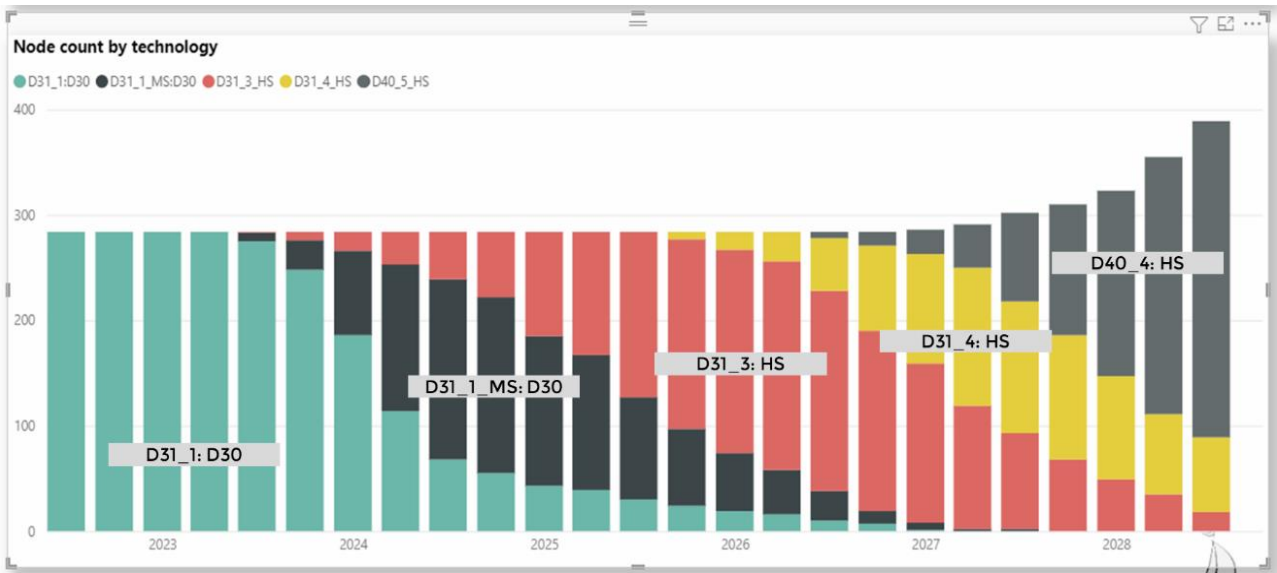 Node count by technology
D31_1:D30 D31_1_MS:D30 D31_3_HS D31_4_HS D40_5_HS
400
300
D40_4: HS
200
D31_4: HS
D31_3: HS
D31_1_MS: D30
100
D31_1: D30
0
2023 2024 2025 2026 2027 2028